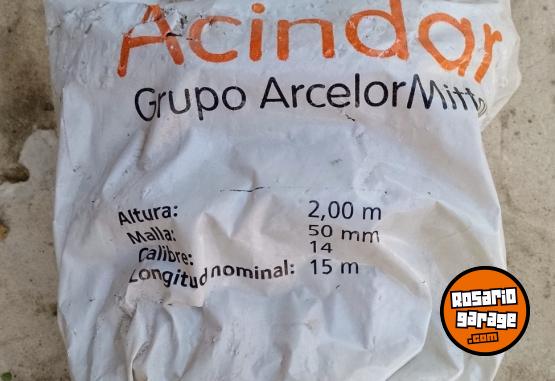 Acindar
Grupo ArcelorMitt
Altura: 2,00 m
Malla: 50 mm
Calibre: 14
Longitud nominal: 15 m
Rosario
garage
.com